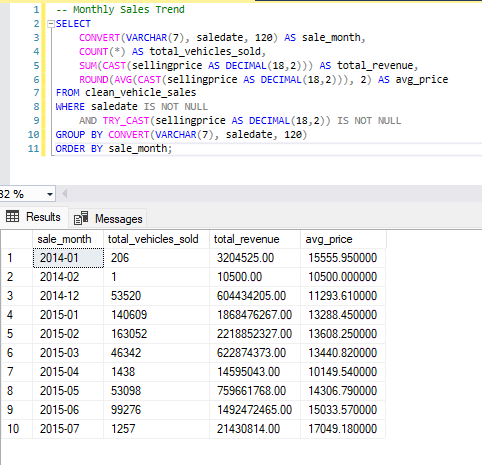 1 -- Monthly Sales Trend
2 SELECT
3 CONVERT(VARCHAR(7), saledate, 120) AS sale_month,
4 COUNT(*) AS total_vehicles_sold,
5 SUM(CAST(sellingprice AS DECIMAL(18,2))) AS total_revenue,
6 ROUND(AVG(CAST(sellingprice AS DECIMAL(18,2))), 2) AS avg_price
7 FROM clean_vehicle_sales
8 WHERE saledate IS NOT NULL
9 AND TRY_CAST(sellingprice AS DECIMAL(18,2)) IS NOT NULL
10 GROUP BY CONVERT(VARCHAR(7), saledate, 120)
11 ORDER BY sale_month;
32 %
Results Messages
sale_month total_vehicles_sold total_revenue avg_price
1 2014-01 206 3204525.00 15555.950000
2 2014-02 1 10500.00 10500.000000
3 2014-12 53520 604434205.00 11293.610000
4 2015-01 140609 1868476267.00 13288.450000
5 2015-02 163052 2218852327.00 13608.250000
6 2015-03 46342 622874373.00 13440.820000
7 2015-04 1438 14595043.00 10149.540000
8 2015-05 53098 759661768.00 14306.790000
9 2015-06 99276 1492472465.00 15033.570000
10 2015-07 1257 21430814.00 17049.180000